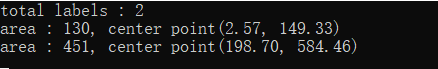 total labels : 2
area : 130, center point(2.57, 149.33)
area : 451, center point(198.70, 584.46)